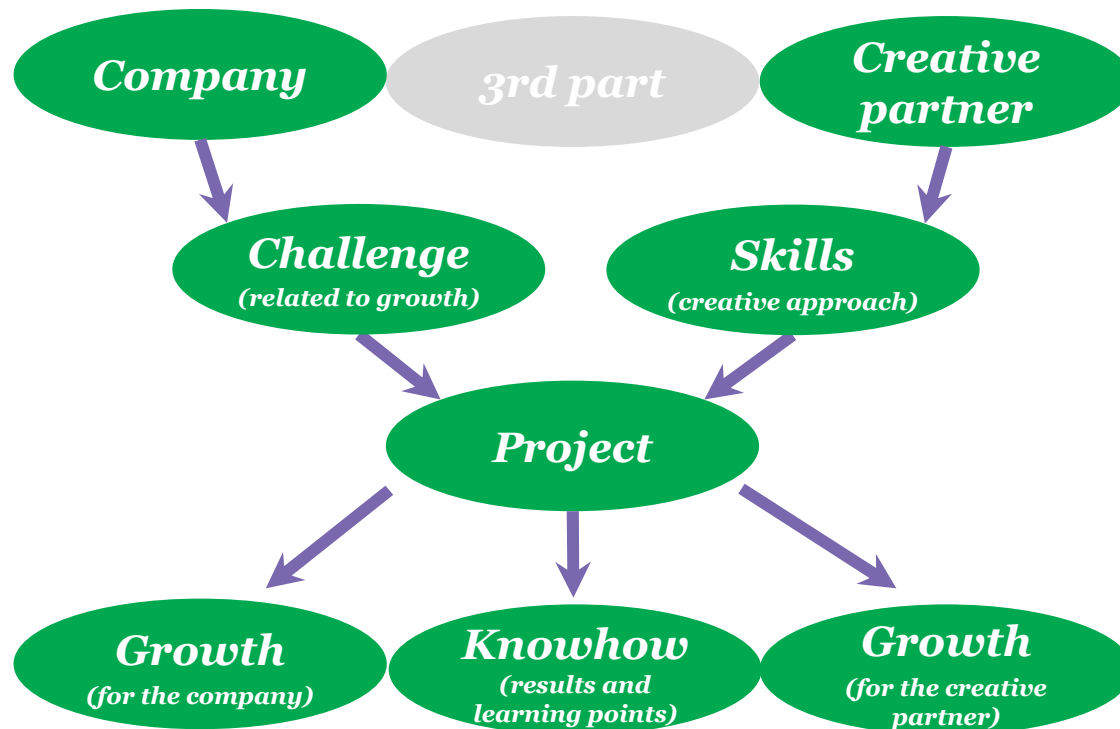 Company
3rd part
Creative
partner
Challenge
(related to growth)
Skills
(creative approach)
Project
Growth
(for the company)
Knowhow
(results and
learning points)
Growth
(for the creative
partner)